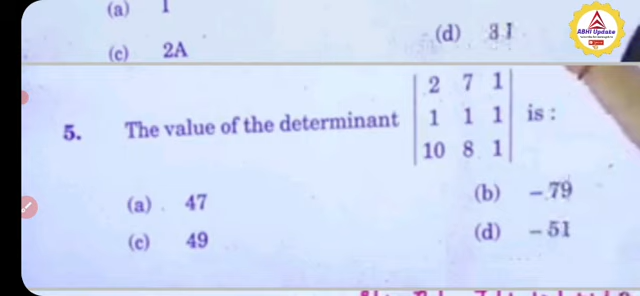 (a) 1
(c) 2A
(d) 3I
ABHI Update
5. The value of the determinant
2 7 1
1 1 1
10 8 1
is :
(a) 47
(b) – 79
(c) 49
(d) – 51